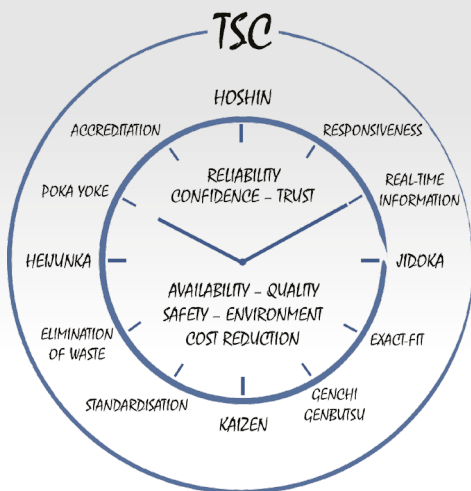 TSC
HOSHIN
ACCREDITATION
RESPONSIVENESS
RELIABILITY
CONFIDENCE – TRUST
POKA YOKE
REAL-TIME
INFORMATION
HEIJUNKA
JIDOKA
AVAILABILITY – QUALITY
SAFETY – ENVIRONMENT
COST REDUCTION
ELIMINATION
OF WASTE
EXACT-FIT
STANDARDISATION
GENCHI
GENBUTSU
KAIZEN